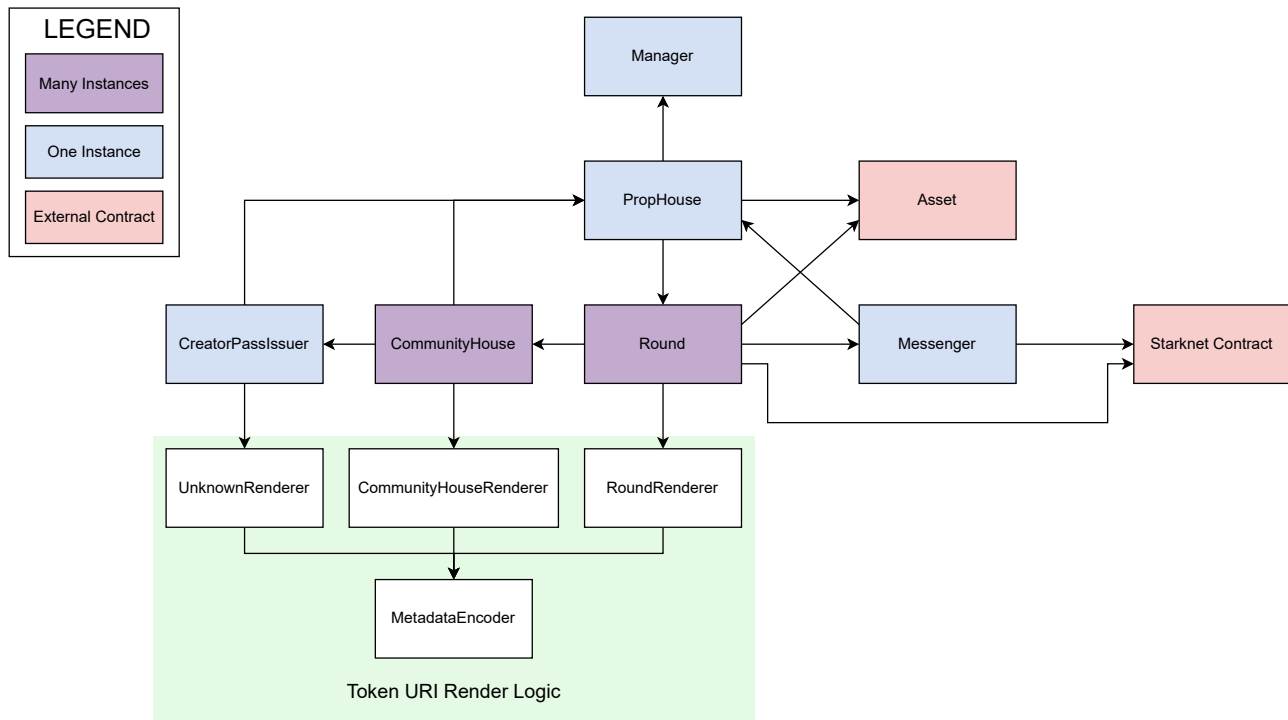 LEGEND
Many Instances
One Instance
External Contract
Manager
PropHouse
Asset
CreatorPassIssuer
CommunityHouse
Round
Messenger
Starknet Contract
UnknownRenderer
CommunityHouseRenderer
RoundRenderer
MetadataEncoder
Token URI Render Logic